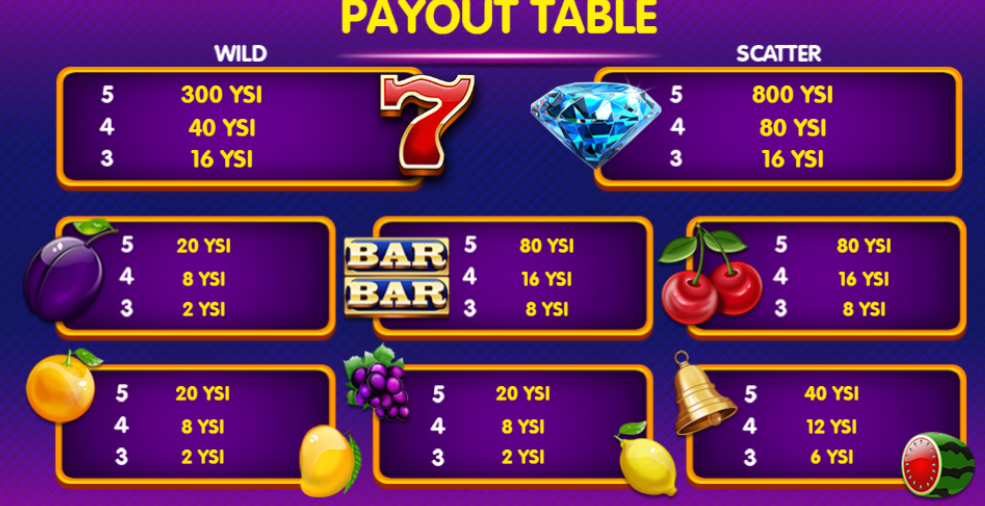 PAYOUT TABLE
WILD
5 300 YSI
4 40 YSI
3 16 YSI
SCATTER
5 800 YSI
4 80 YSI
3 16 YSI
5 20 YSI
4 8 YSI
3 2 YSI
BAR
BAR
5 80 YSI
4 16 YSI
3 8 YSI
5 80 YSI
4 16 YSI
3 8 YSI
5 20 YSI
4 8 YSI
3 2 YSI
5 20 YSI
4 8 YSI
3 2 YSI
5 40 YSI
4 12 YSI
3 6 YSI